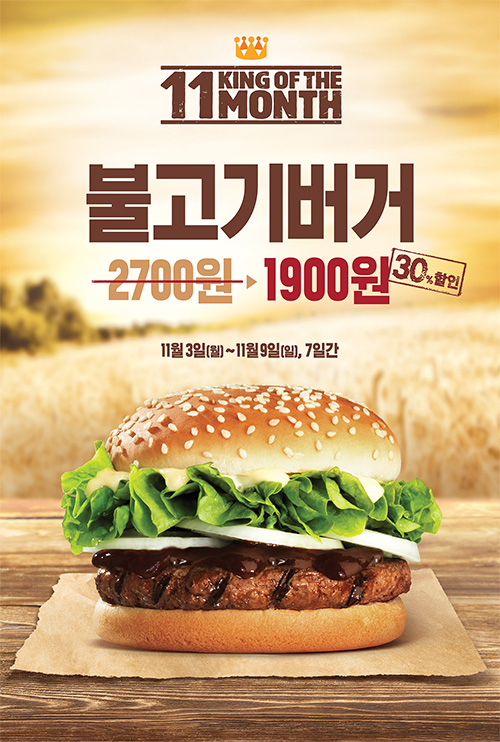 11 KING OF THE
MONTH
불고기버거
2700원 ▸ 1900원 30% 할인
11월 3일(월) ~ 11월 9일(일), 7일간